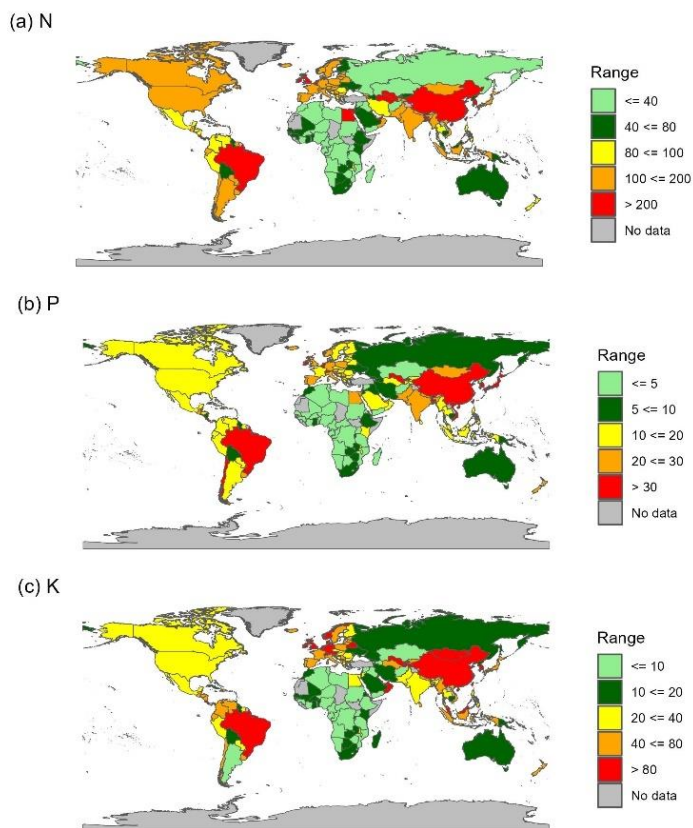 (a) N
Range
<= 40
40 <= 80
80 <= 100
100 <= 200
> 200
No data
(b) P
Range
<= 5
5 <= 10
10 <= 20
20 <= 30
> 30
No data
(c) K
Range
<= 10
10 <= 20
20 <= 40
40 <= 80
> 80
No data